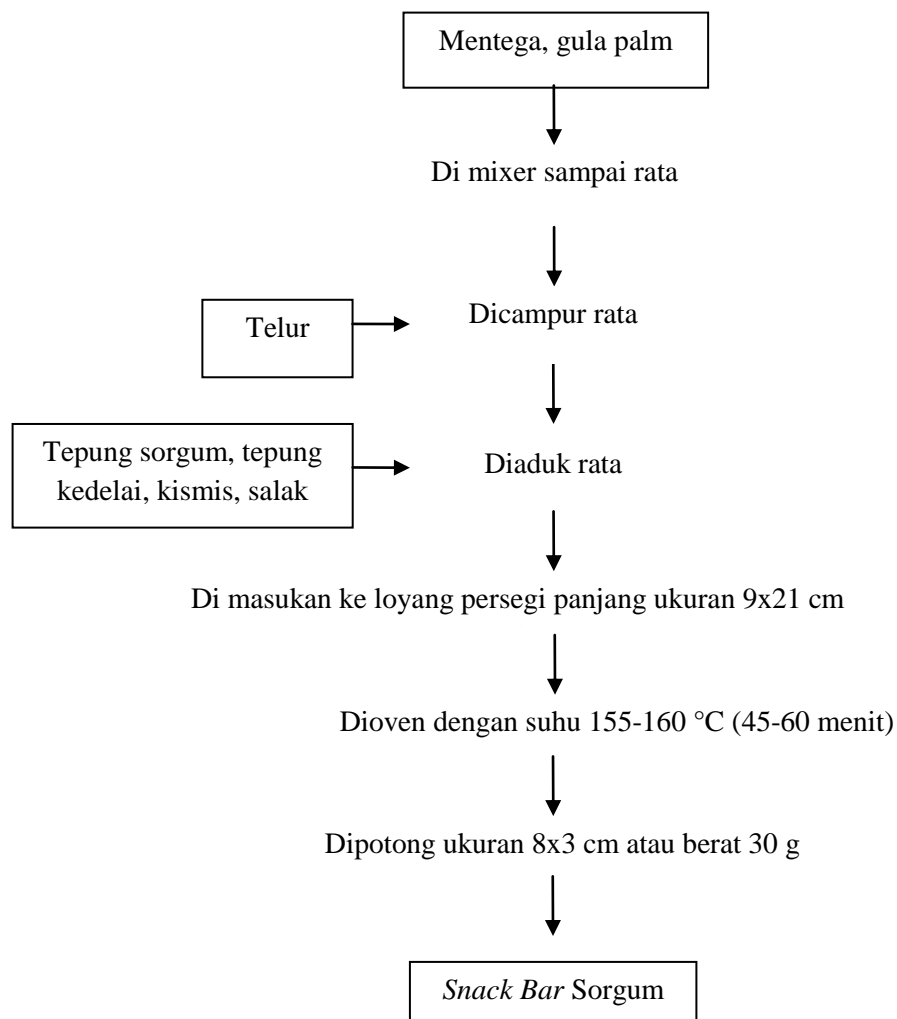 Mentega, gula palm
Di mixer sampai rata
Telur
Dicampur rata
Tepung sorgum, tepung
kedelai, kismis, salak
Diaduk rata
Di masukan ke loyang persegi panjang ukuran 9x21 cm
Dioven dengan suhu 155-160 °C (45-60 menit)
Dipotong ukuran 8x3 cm atau berat 30 g
Snack Bar Sorgum